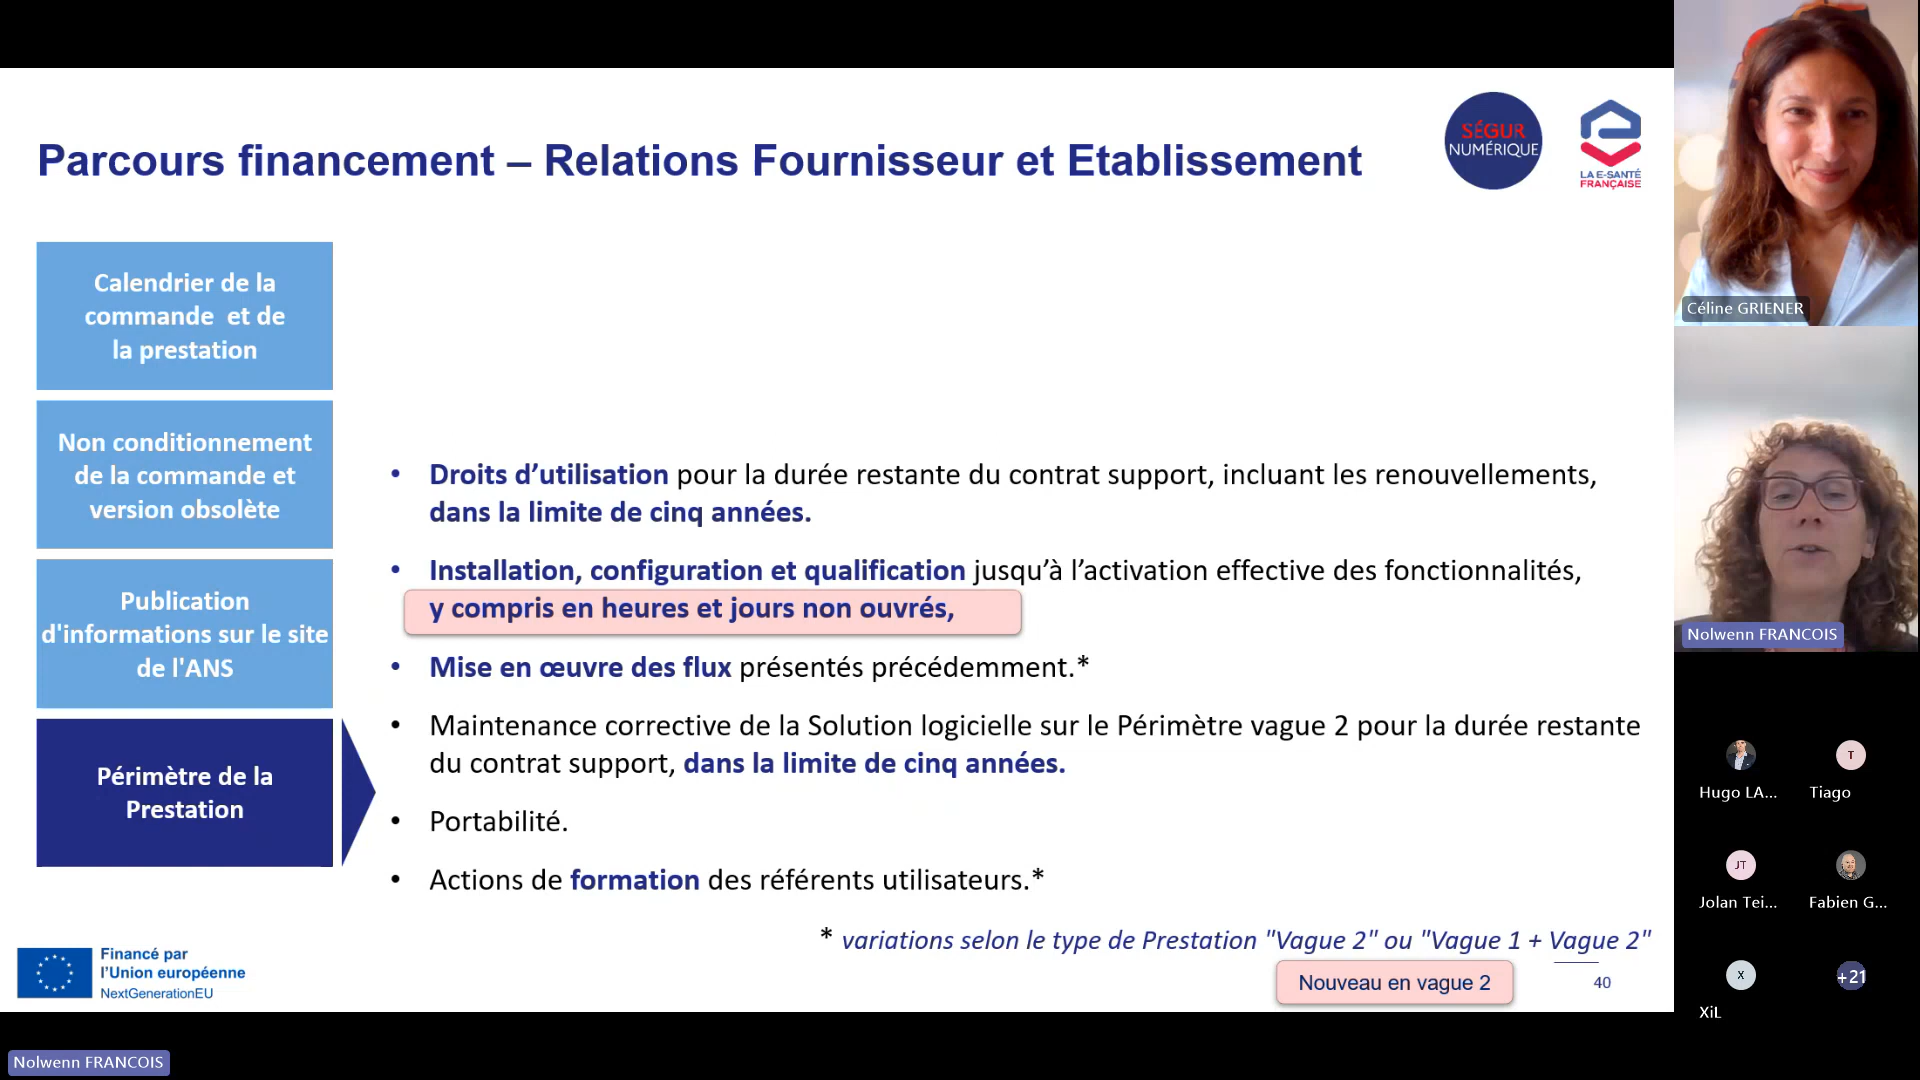 Parcours financement – Relations Fournisseur et Etablissement
SÉGUR
NUMÉRIQUE
LA E-SANTÉ
FRANÇAISE
Calendrier de la
commande et de
la prestation
Non conditionnement
de la commande et
version obsolète
Publication
d'informations sur le site
de l'ANS
Périmètre de la
Prestation
• Droits d’utilisation pour la durée restante du contrat support, incluant les renouvellements,
dans la limite de cinq années.
• Installation, configuration et qualification jusqu’à l’activation effective des fonctionnalités,
y compris en heures et jours non ouvrés,
• Mise en œuvre des flux présentés précédemment.*
• Maintenance corrective de la Solution logicielle sur le Périmètre vague 2 pour la durée restante
du contrat support, dans la limite de cinq années.
• Portabilité.
• Actions de formation des référents utilisateurs.*
* variations selon le type de Prestation "Vague 2" ou "Vague 1 + Vague 2"
Nouveau en vague 2
40
Financé par
l’Union européenne
NextGenerationEU
Nolwenn FRANCOIS
Céline GRIENER
Nolwenn FRANCOIS
Hugo LA...
T
Tiago
JT
Jolan Tei...
Fabien G...
X
XiL
+21